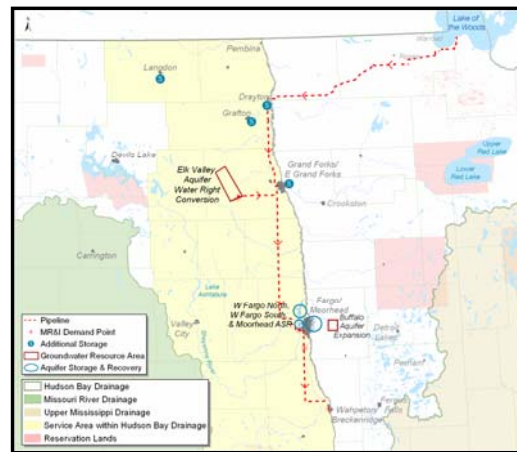 Lake of
the Woods
Warroad
Pembina
Langdon
Drayton
Grafton
Upper
Red Lake
Lower
Red Lake
Devils Lake
Elk Valley
Aquifer
Water Right
Conversion
Grand Forks/
E Grand Forks
Crookston
Carrington
Lake
Ashtabula
W Fargo North,
W Fargo South
& Moorhead ASR
Fargo/
Moorhead
Buffalo
Aquifer
Expansion
Detroit
Lakes
Valley
City
Sheyenne River
Perham
Fergus
Falls
Wahpeton/
Breckenridge
Pipeline
MR&I Demand Point
Additional Storage
Groundwater Resource Area
Aquifer Storage & Recovery
Hudson Bay Drainage
Missouri River Drainage
Upper Mississippi Drainage
Service Area within Hudson Bay Drainage
Reservation Lands